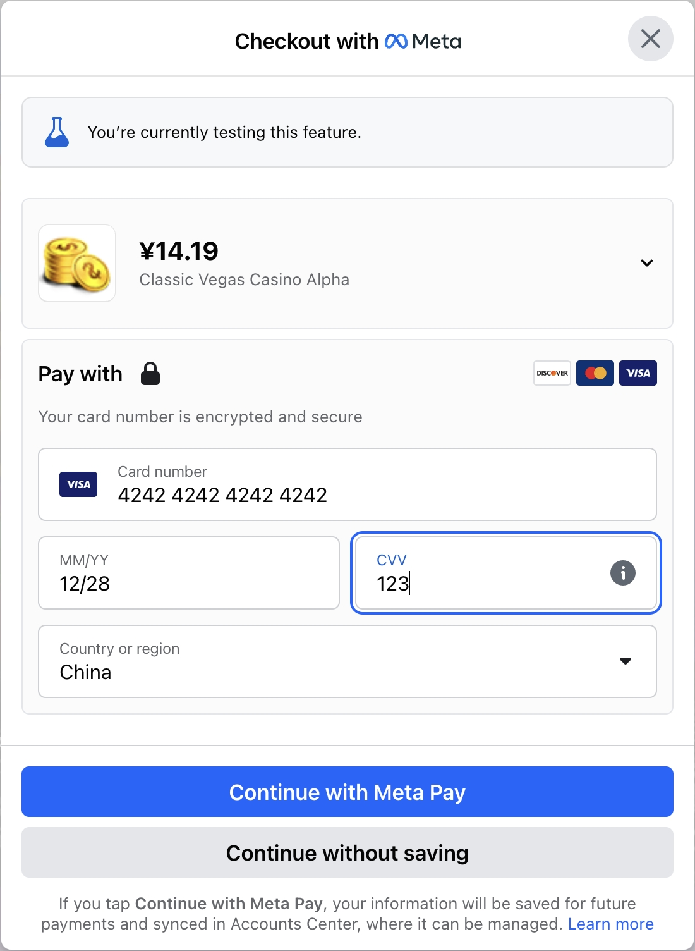 Checkout with Meta
You’re currently testing this feature.
¥14.19
Classic Vegas Casino Alpha
Pay with
DISCOVER
VISA
Your card number is encrypted and secure
Card number
VISA
4242 4242 4242 4242
MM/YY
12/28
CVV
123
Country or region
China
Continue with Meta Pay
Continue without saving
If you tap Continue with Meta Pay, your information will be saved for future
payments and synced in Accounts Center, where it can be managed. Learn more